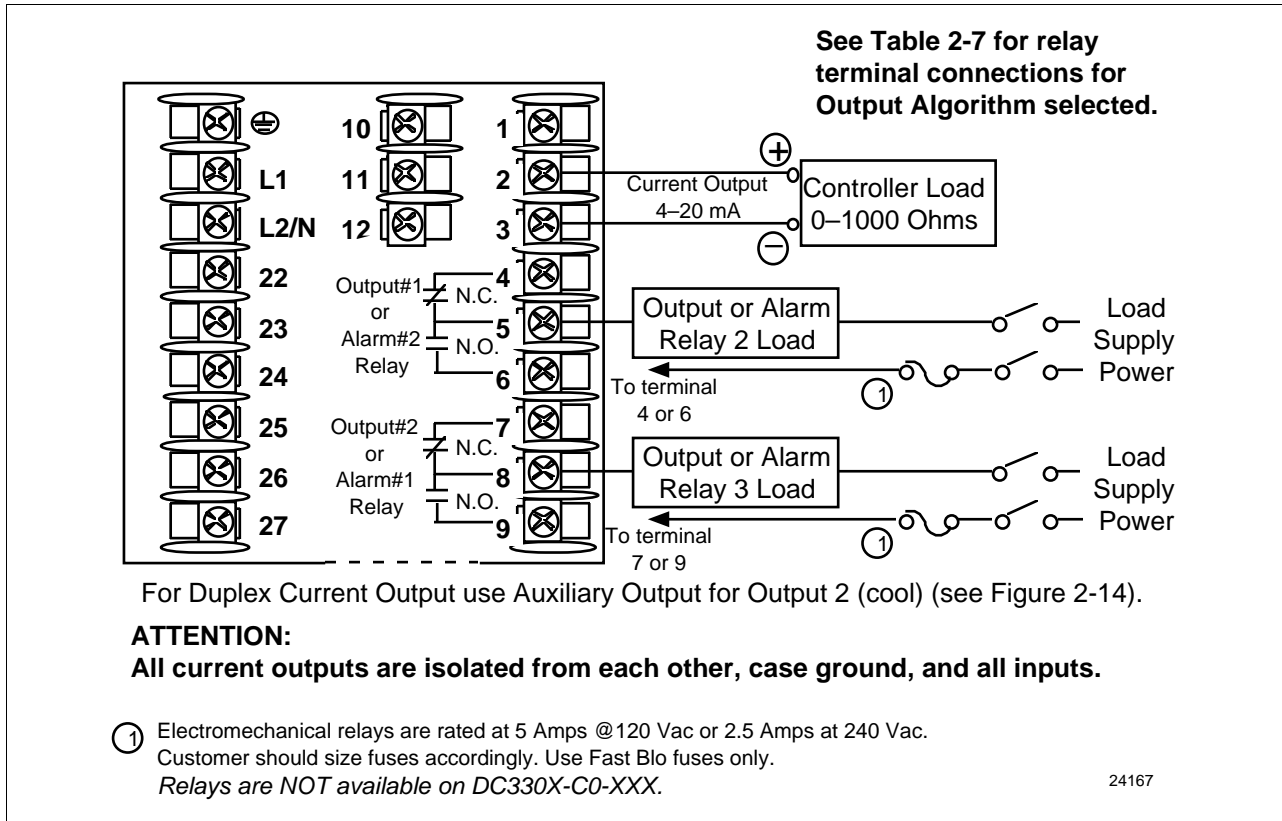 See Table 2-7 for relay
terminal connections for
Output Algorithm selected.
10
1
L1
11
2
L2/N
12
3
+
Current Output
4–20 mA
−
Controller Load
0–1000 Ohms
22
23
24
25
26
27
Output#1
or
Alarm#2
Relay
N.C.
N.O.
4
5
6
Output or Alarm
Relay 2 Load
To terminal
4 or 6
1
Load
Supply
Power
Output#2
or
Alarm#1
Relay
N.C.
N.O.
7
8
9
Output or Alarm
Relay 3 Load
To terminal
7 or 9
1
Load
Supply
Power
For Duplex Current Output use Auxiliary Output for Output 2 (cool) (see Figure 2-14).
ATTENTION:
All current outputs are isolated from each other, case ground, and all inputs.
1 Electromechanical relays are rated at 5 Amps @120 Vac or 2.5 Amps at 240 Vac.
Customer should size fuses accordingly. Use Fast Blo fuses only.
Relays are NOT available on DC330X-C0-XXX.
24167